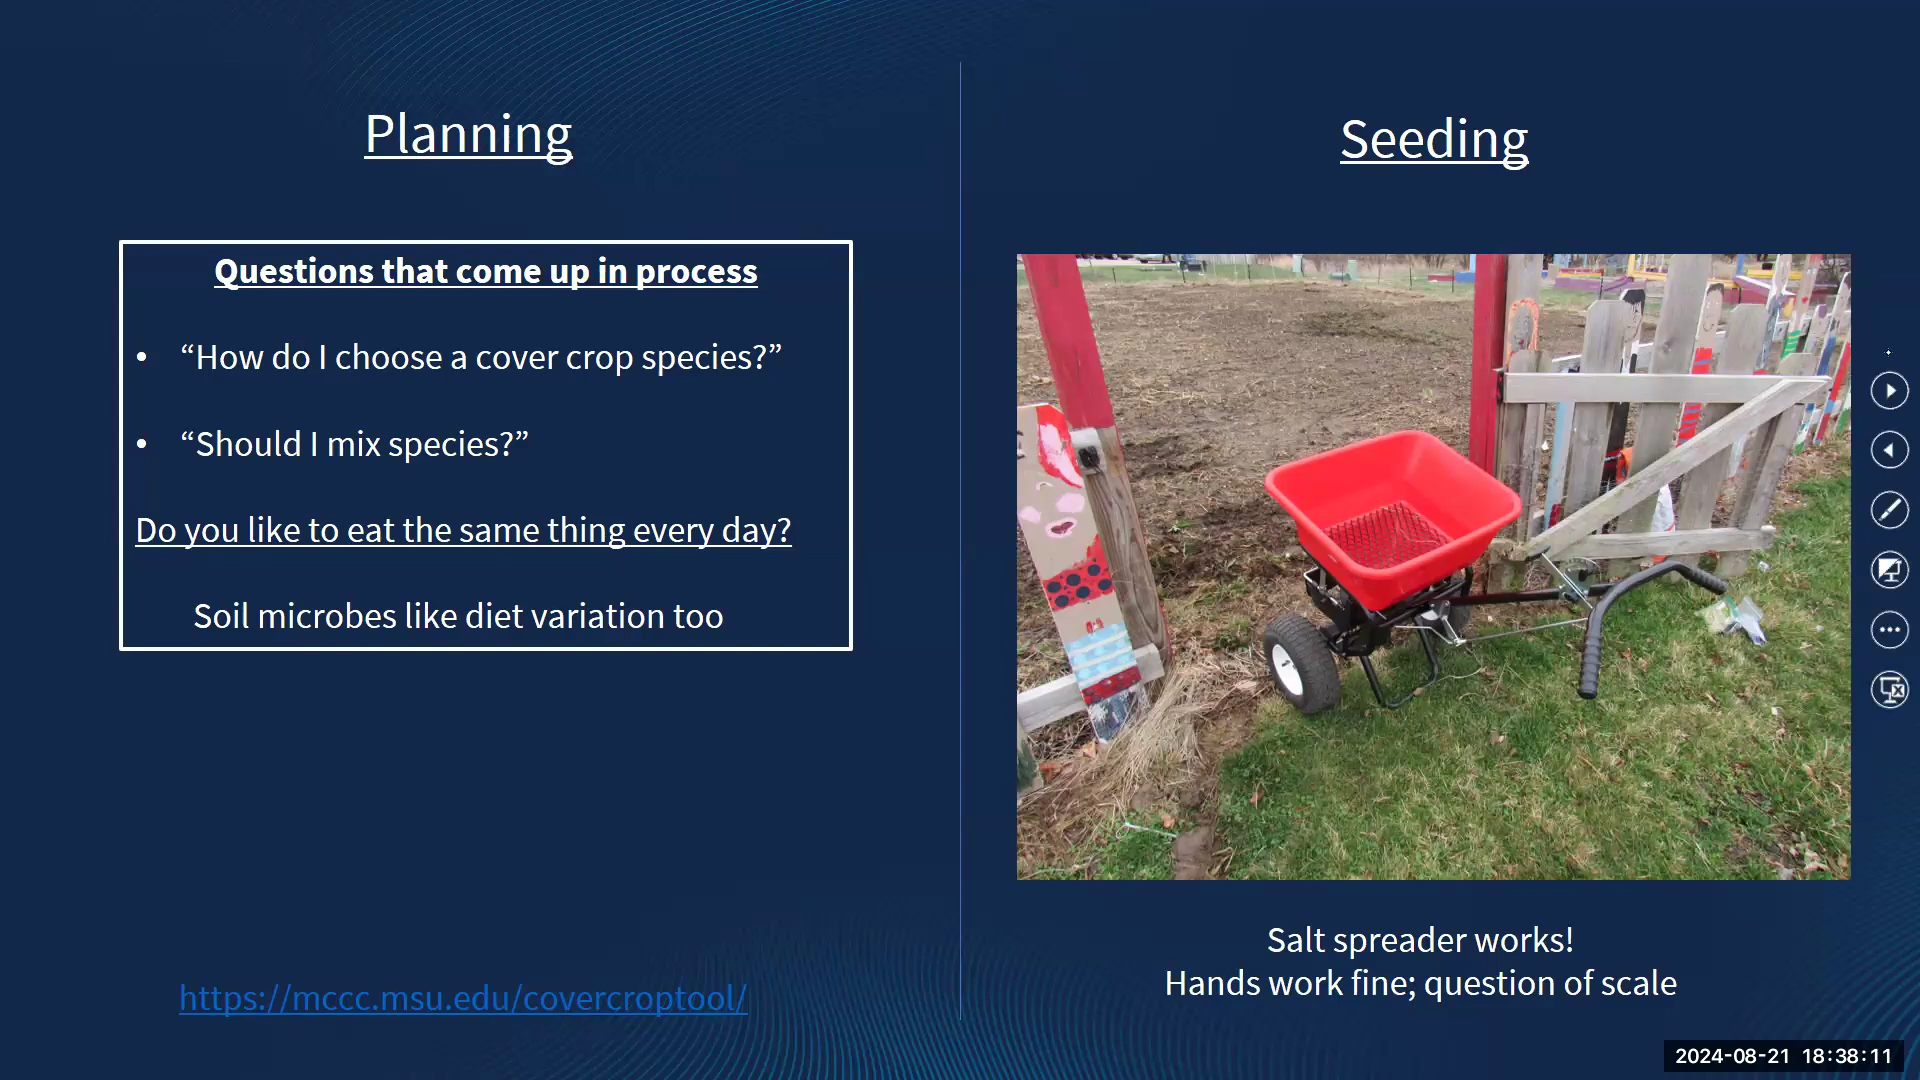 Planning
Questions that come up in process
• “How do I choose a cover crop species?”
• “Should I mix species?”
Do you like to eat the same thing every day?
Soil microbes like diet variation too
https://mccc.msu.edu/covercroptool/
Seeding
Salt spreader works!
Hands work fine; question of scale
2024-08-21 18:38:11